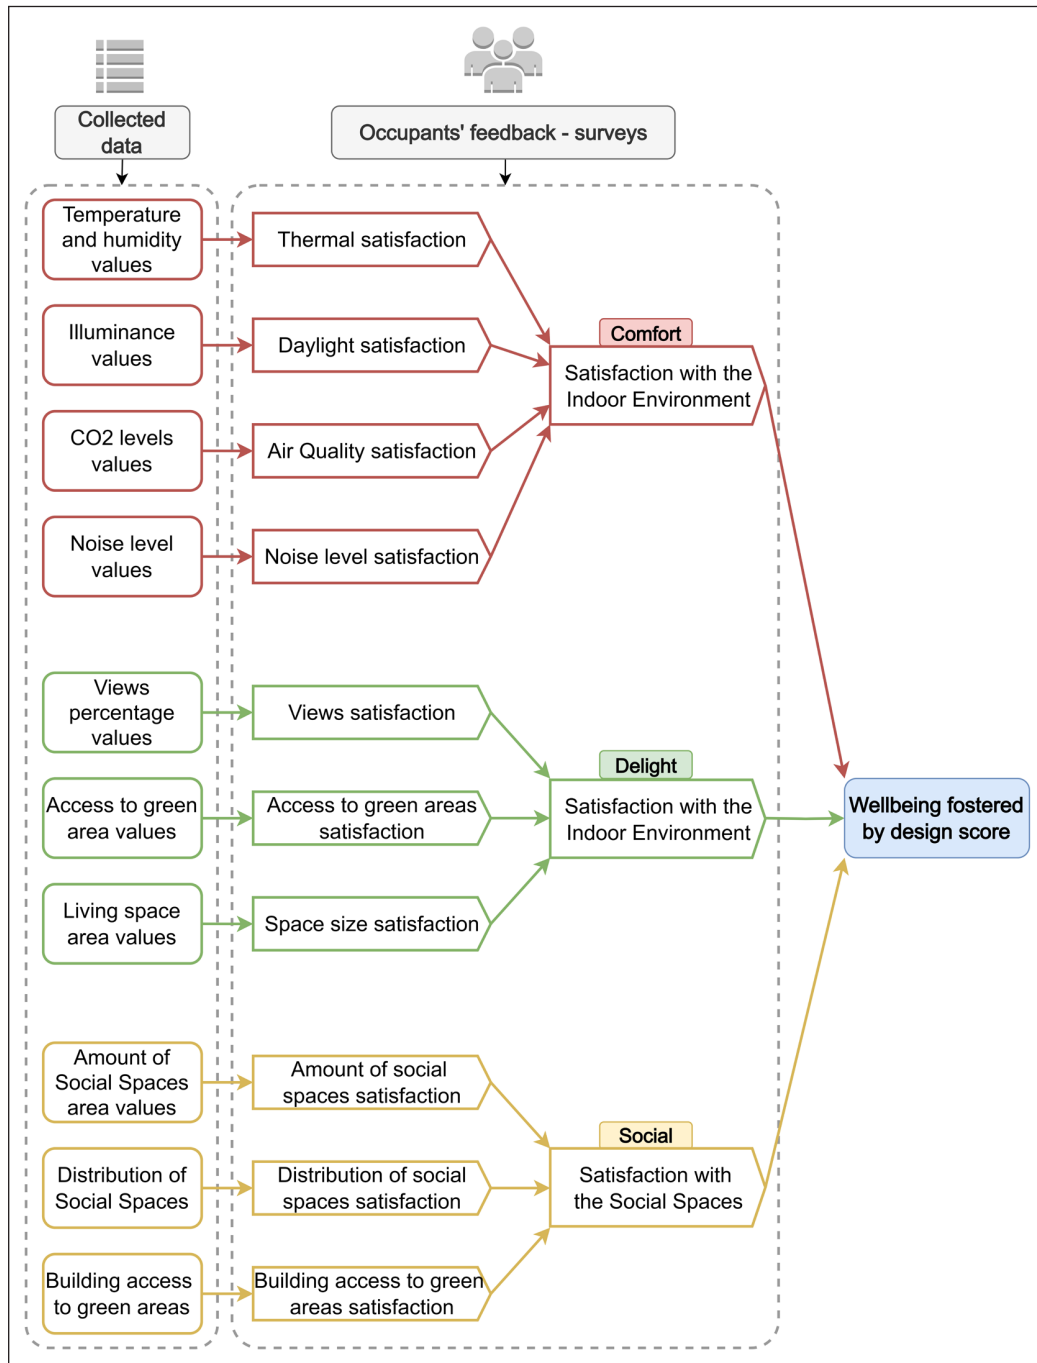 Collected
data
Occupants' feedback - surveys
Temperature
and humidity
values
Thermal satisfaction
Illuminance
values
Daylight satisfaction
CO2 levels
values
Air Quality satisfaction
Noise level
values
Noise level satisfaction
Comfort
Satisfaction with the
Indoor Environment
Views
percentage
values
Views satisfaction
Access to green
area values
Access to green areas
satisfaction
Living space
area values
Space size satisfaction
Delight
Satisfaction with the
Indoor Environment
Wellbeing fostered
by design score
Amount of
Social Spaces
area values
Amount of social
spaces satisfaction
Distribution of
Social Spaces
Distribution of social
spaces satisfaction
Building access
to green areas
Building access to green
areas satisfaction
Social
Satisfaction with
the Social Spaces